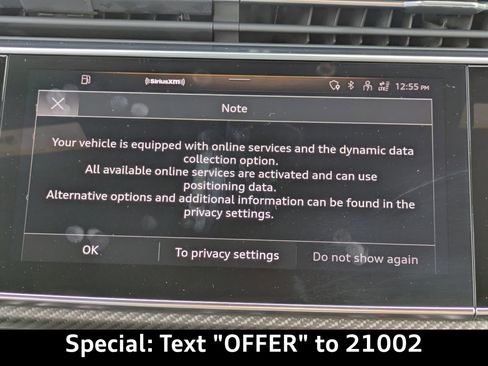 ((SiriusXM))
LTE
12:55 PM
Note
Your vehicle is equipped with online services and the dynamic data
collection option.
All available online services are activated and can use
positioning data.
Alternative options and additional information can be found in the
privacy settings.
OK
To privacy settings
Do not show again
Special: Text "OFFER" to 21002